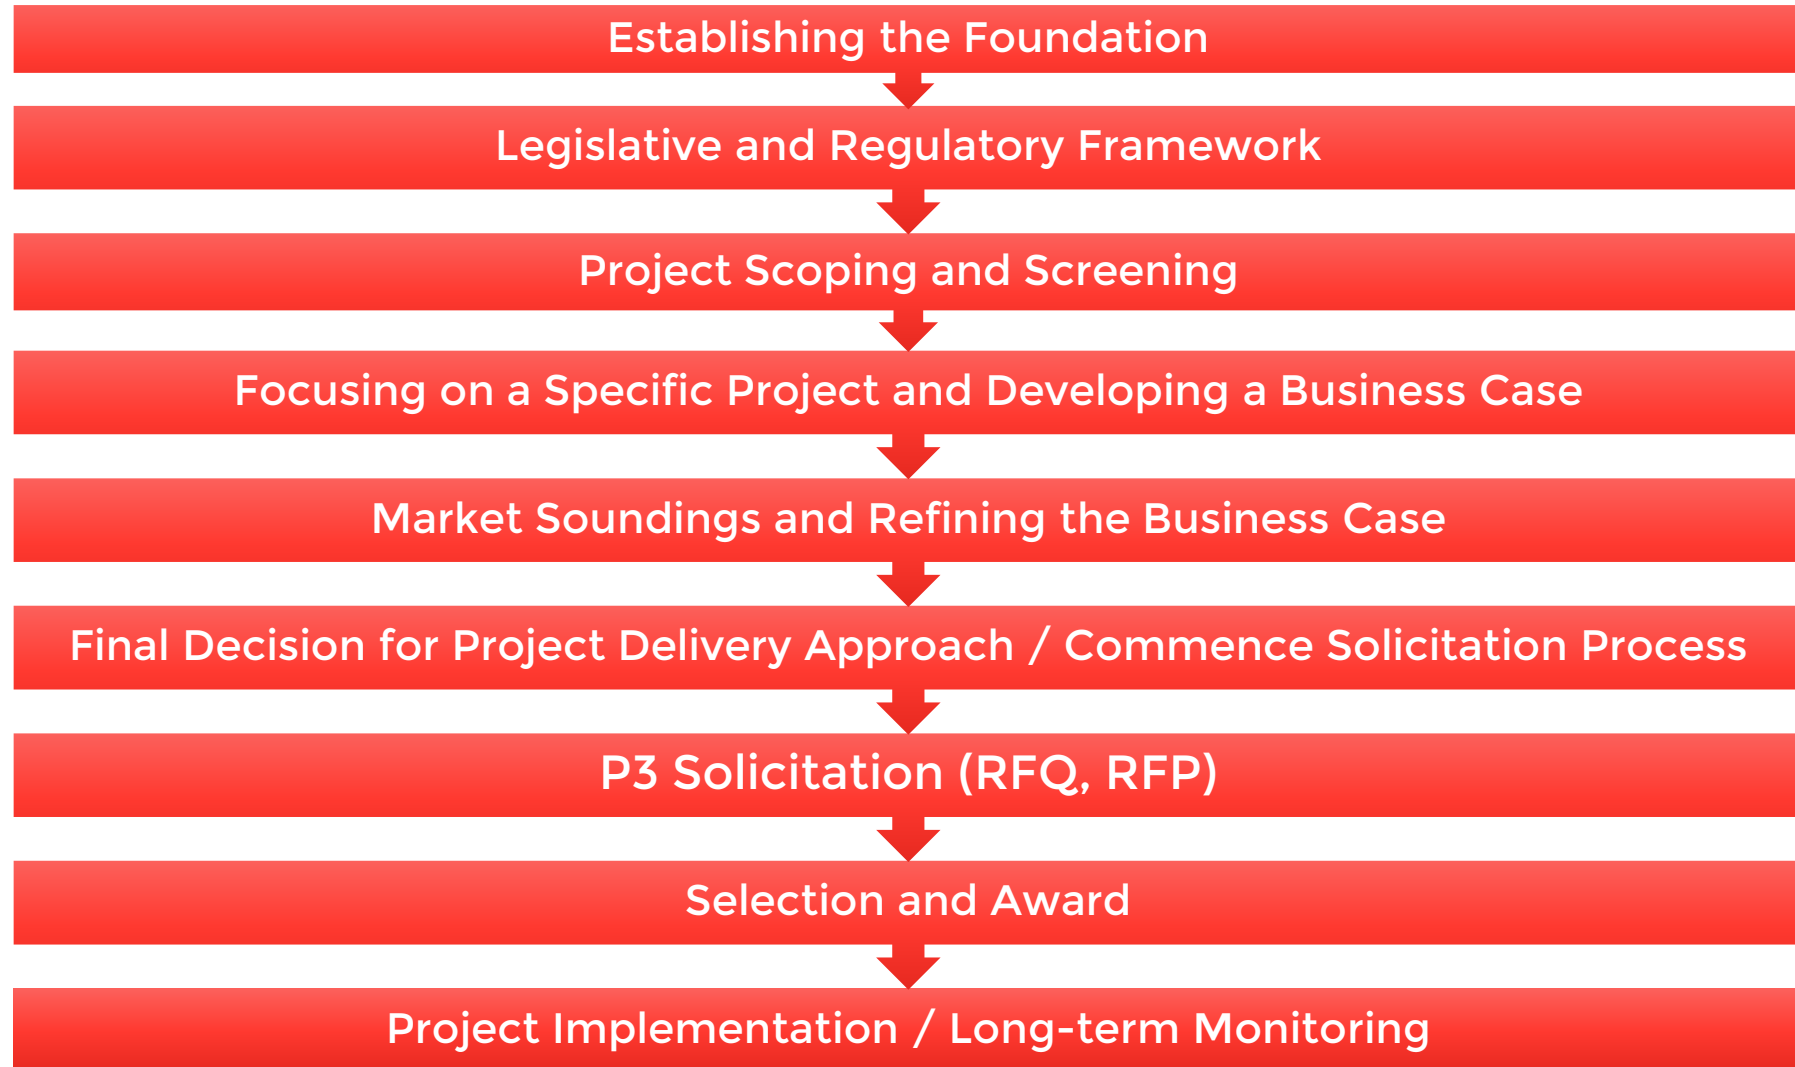 Establishing the Foundation
Legislative and Regulatory Framework
Project Scoping and Screening
Focusing on a Specific Project and Developing a Business Case
Market Soundings and Refining the Business Case
Final Decision for Project Delivery Approach / Commence Solicitation Process
P3 Solicitation (RFQ, RFP)
Selection and Award
Project Implementation / Long-term Monitoring